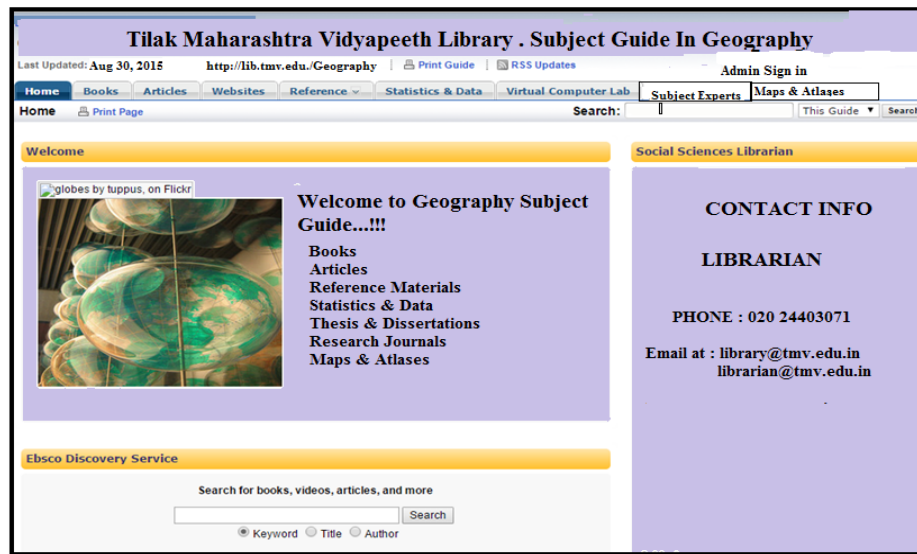 Tilak Maharashtra Vidyapeeth Library . Subject Guide In Geography
Last Updated: Aug 30, 2015 http://lib.tmv.edu./Geography | Print Guide | RSS Updates
Admin Sign in
Home Books Articles Websites Reference Statistics & Data Virtual Computer Lab Subject Experts Maps & Atlases
Home Print Page Search: This Guide Search
Welcome
globes by tuppus, on Flickr
Welcome to Geography Subject
Guide...!!!
Books
Articles
Reference Materials
Statistics & Data
Thesis & Dissertations
Research Journals
Maps & Atlases
Social Sciences Librarian
CONTACT INFO
LIBRARIAN
PHONE : 020 24403071
Email at : library@tmv.edu.in
librarian@tmv.edu.in
Ebsco Discovery Service
Search for books, videos, articles, and more
Search
Keyword Title Author